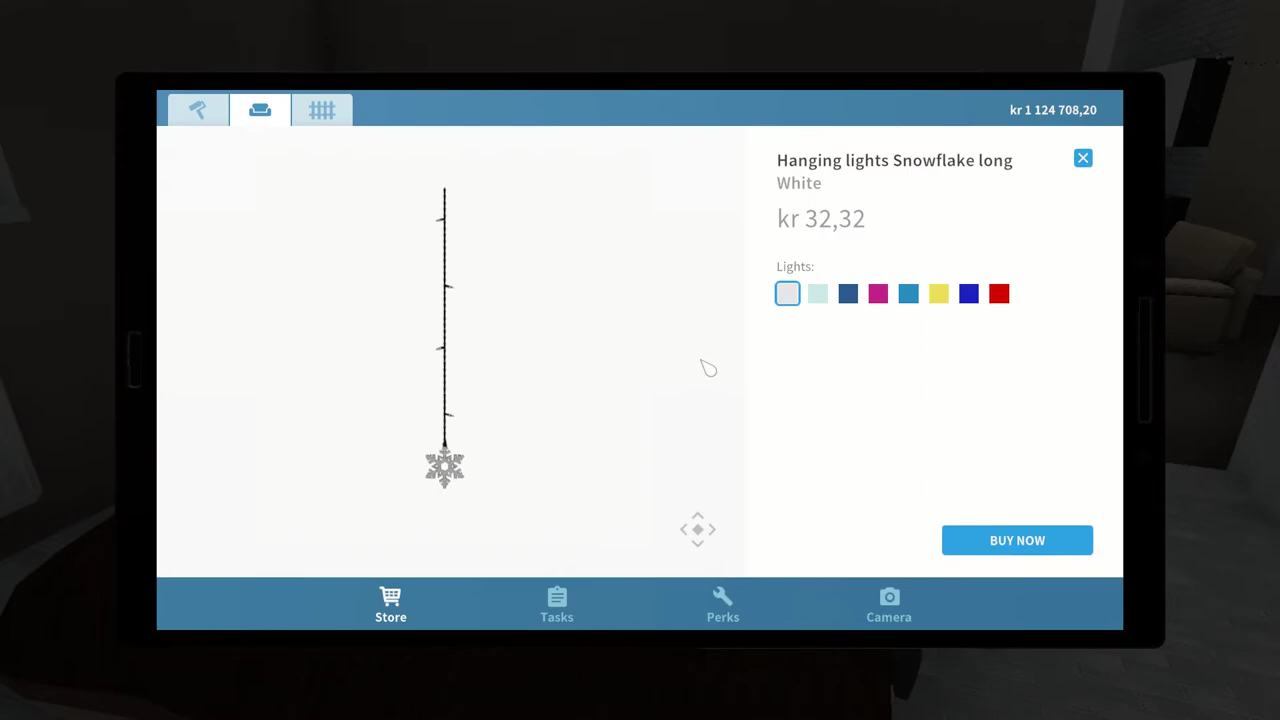 kr 1 124 708,20
Hanging lights Snowflake long
White
kr 32,32
Lights:
BUY NOW
Store
Tasks
Perks
Camera